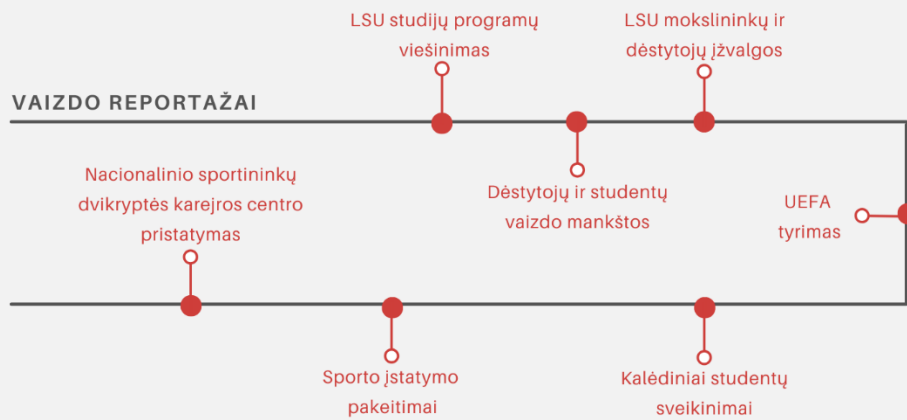 VAIZDO REPORTAŽAI
LSU studijų programų
viešinimas
Dėstytojų ir studentų
vaizdo mankštos
LSU mokslininkų ir
dėstytojų įžvalgos
UEFA
tyrimas
Kalėdiniai studentų
sveikinimai
Sporto įstatymo
pakeitimai
Nacionalinio sportininkų
dvikryptės karejros centro
pristatymas